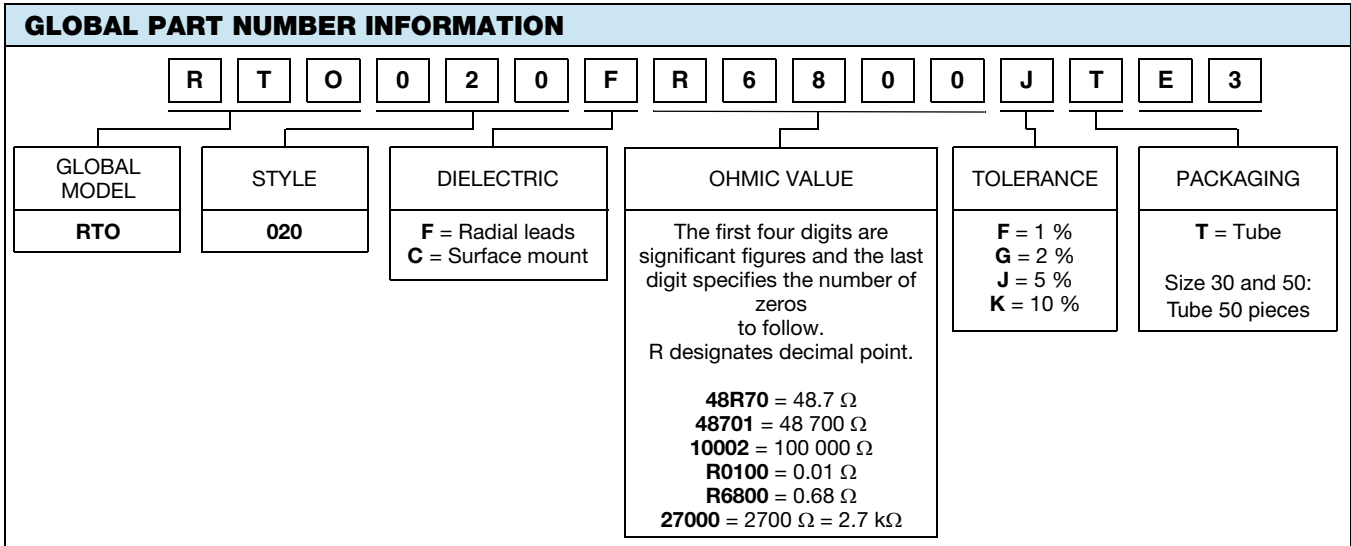 GLOBAL PART NUMBER INFORMATION
R T O 0 2 0 F R 6 8 0 0 J T E 3
GLOBAL
MODEL
RTO
STYLE
020
DIELECTRIC
F = Radial leads
C = Surface mount
OHMIC VALUE
The first four digits are
significant figures and the last
digit specifies the number of
zeros
to follow.
R designates decimal point.
48R70 = 48.7 Ω
48701 = 48 700 Ω
10002 = 100 000 Ω
R0100 = 0.01 Ω
R6800 = 0.68 Ω
27000 = 2700 Ω = 2.7 kΩ
TOLERANCE
F = 1 %
G = 2 %
J = 5 %
K = 10 %
PACKAGING
T = Tube
Size 30 and 50:
Tube 50 pieces